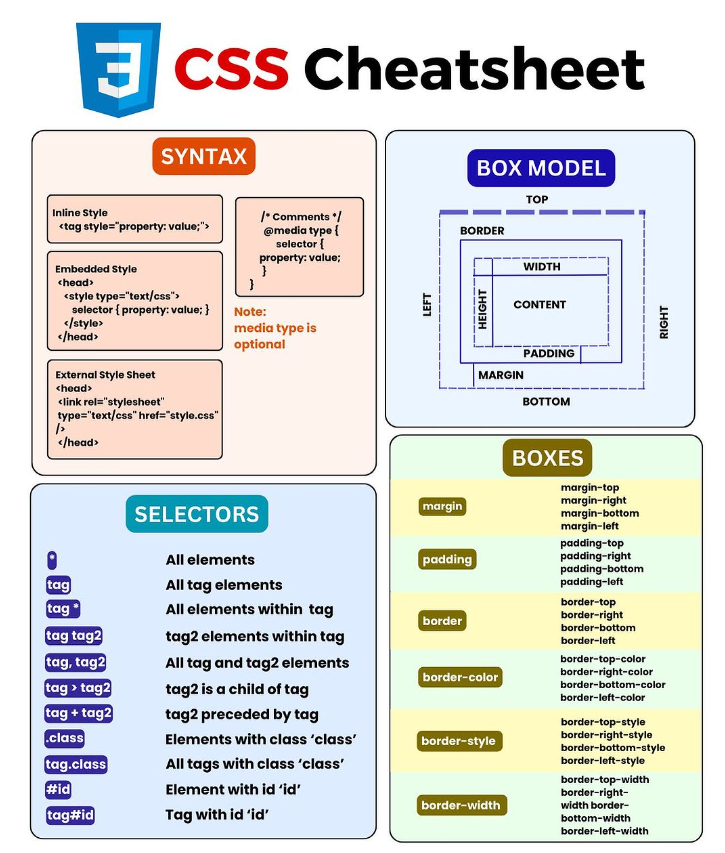 CSS Cheatsheet
SYNTAX
Inline Style
<tag style="property: value;">
Embedded Style
<head>
<style type="text/css">
selector { property: value; }
</style>
</head>
External Style Sheet
<head>
<link rel="stylesheet"
type="text/css" href="style.css"
/>
</head>
/* Comments */
@media type {
selector {
property: value;
}
}
Note:
media type is
optional
BOX MODEL
TOP
BORDER
WIDTH
LEFT
HEIGHT
CONTENT
RIGHT
PADDING
MARGIN
BOTTOM
SELECTORS
* All elements
tag All tag elements
tag * All elements within tag
tag tag2 tag2 elements within tag
tag, tag2 All tag and tag2 elements
tag > tag2 tag2 is a child of tag
tag + tag2 tag2 preceded by tag
.class Elements with class ‘class’
tag.class All tags with class ‘class’
#id Element with id ‘id’
tag#id Tag with id ‘id’
BOXES
margin
margin-top
margin-right
margin-bottom
margin-left
padding
padding-top
padding-right
padding-bottom
padding-left
border
border-top
border-right
border-bottom
border-left
border-color
border-top-color
border-right-color
border-bottom-color
border-left-color
border-style
border-top-style
border-right-style
border-bottom-style
border-left-style
border-width
border-top-width
border-right-
width border-
bottom-width
border-left-width